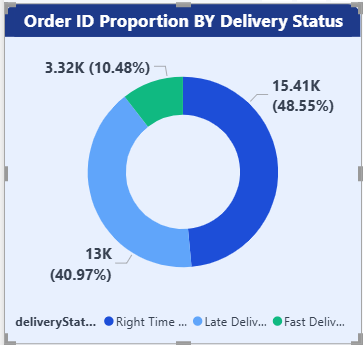 Order ID Proportion BY Delivery Status
3.32K (10.48%)
15.41K
(48.55%)
13K
(40.97%)
deliveryStat... Right Time ... Late Deliv... Fast Deliv...